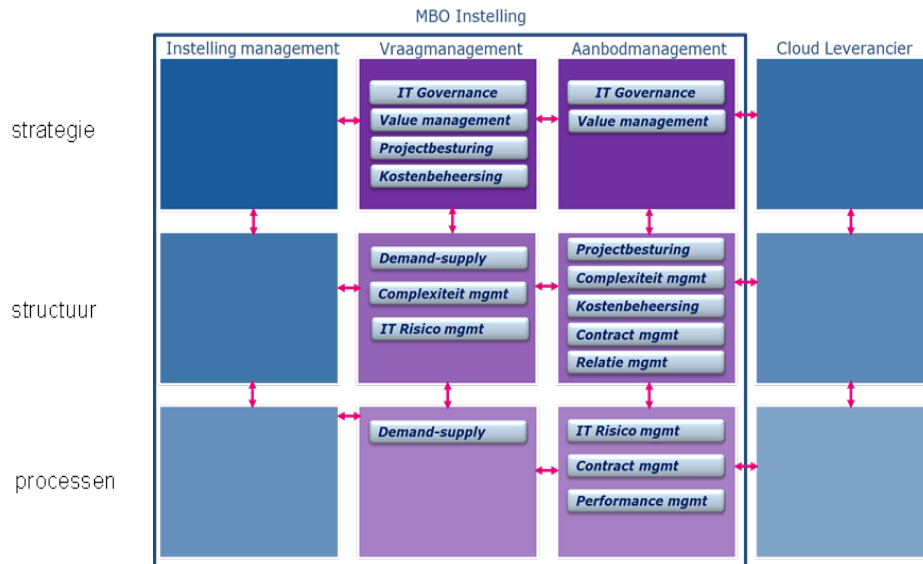 MBO Instelling
Instelling management
Vraagmanagement
Aanbodmanagement
Cloud Leverancier
strategie
IT Governance
Value management
Projectbesturing
Kostenbeheersing
IT Governance
Value management
structuur
Demand-supply
Complexiteit mgmt
IT Risico mgmt
Projectbesturing
Complexiteit mgmt
Kostenbeheersing
Contract mgmt
Relatie mgmt
processen
Demand-supply
IT Risico mgmt
Contract mgmt
Performance mgmt